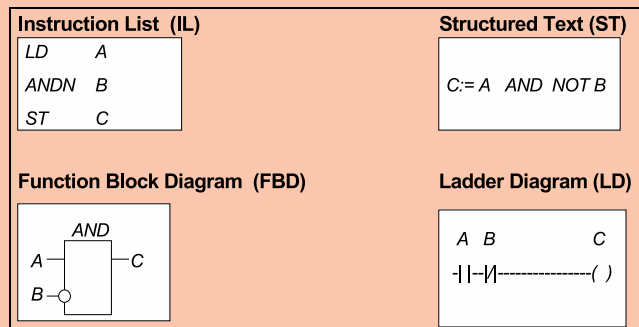 Instruction List (IL)
LD A
ANDN B
ST C
Structured Text (ST)
C:= A AND NOT B
Function Block Diagram (FBD)
AND
A C
B
Ladder Diagram (LD)
A B C
-| |--|/|----------------( )